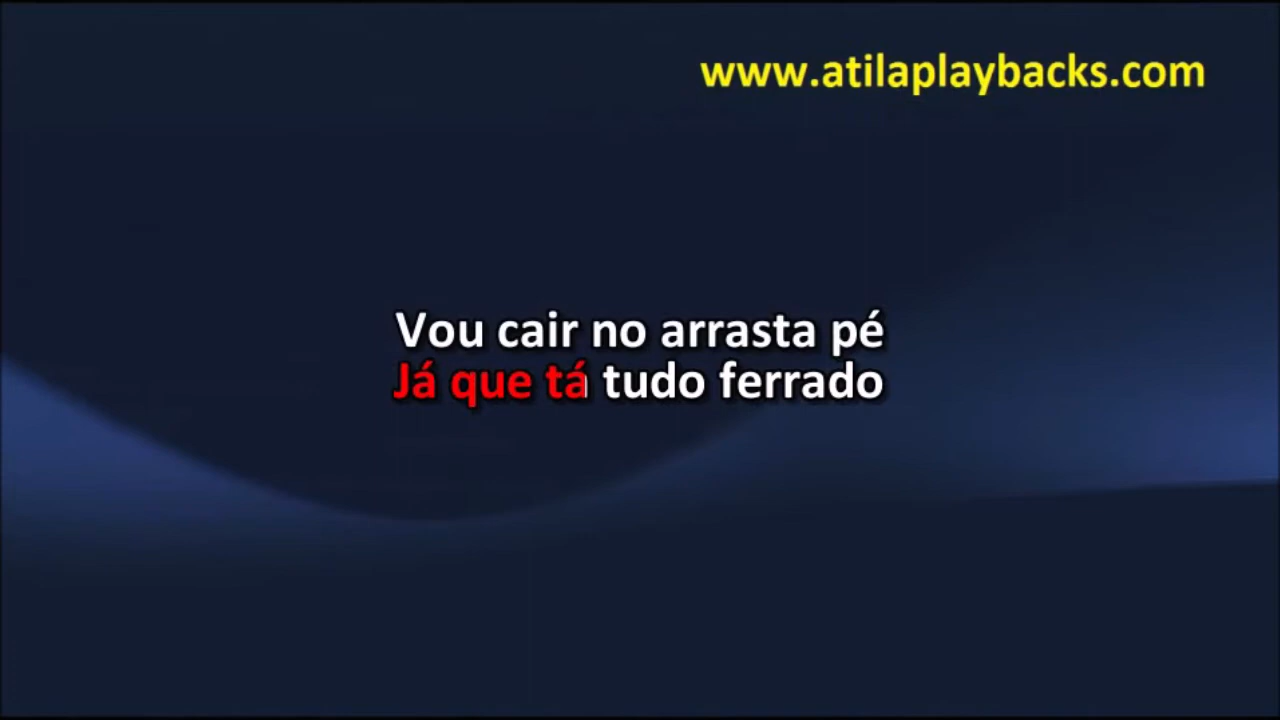 www.atilaplaybacks.com
Vou cair no arrasta pé
Já que tá tudo ferrado